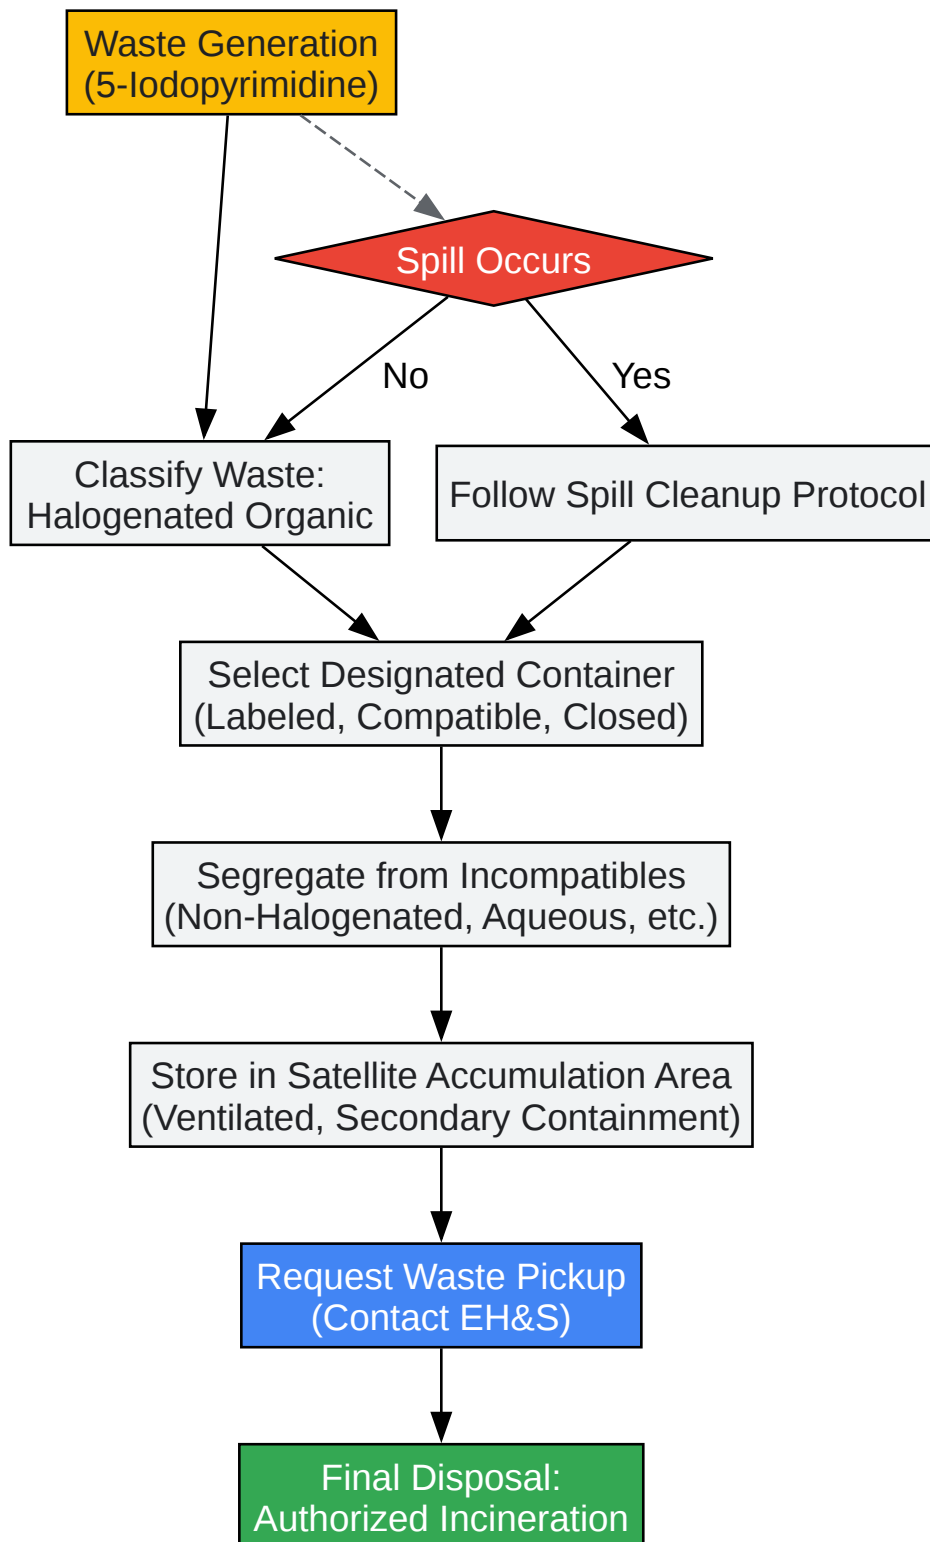 Waste Generation
(5-Iodopyrimidine)
Spill Occurs
No
Yes
Classify Waste:
Halogenated Organic
Follow Spill Cleanup Protocol
Select Designated Container
(Labeled, Compatible, Closed)
Segregate from Incompatibles
(Non-Halogenated, Aqueous, etc.)
Store in Satellite Accumulation Area
(Ventilated, Secondary Containment)
Request Waste Pickup
(Contact EH&S)
Final Disposal:
Authorized Incineration